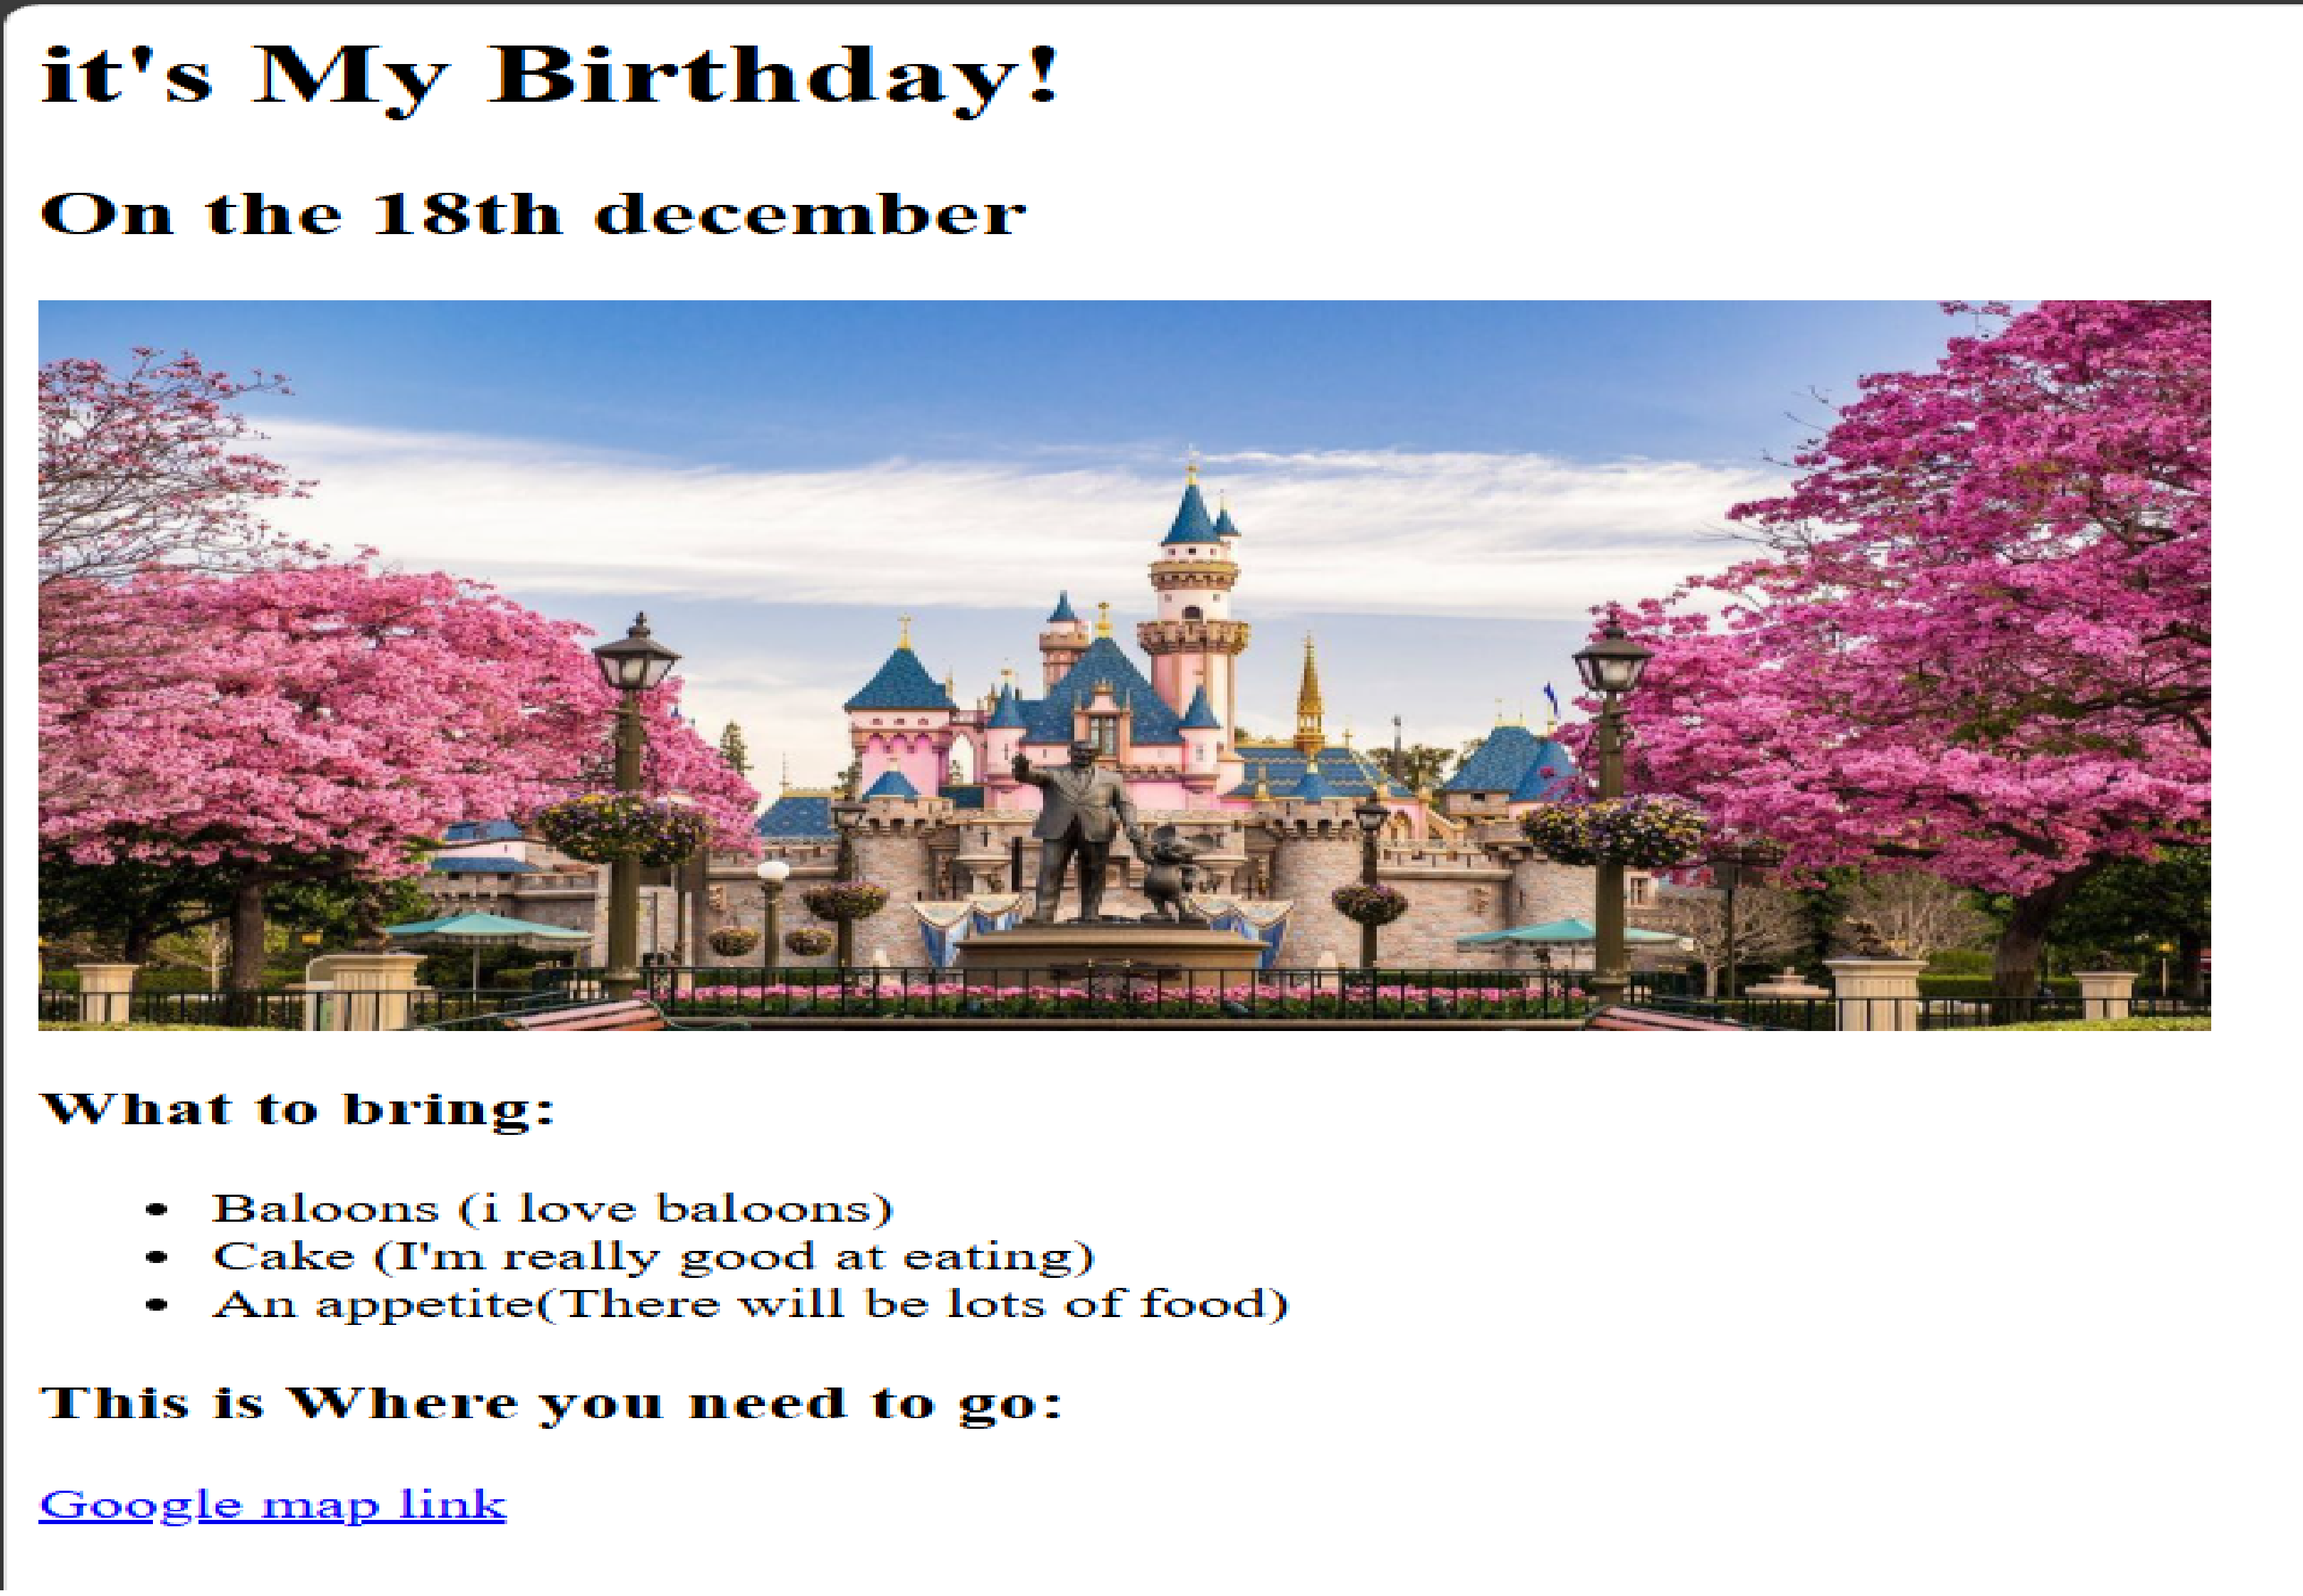 it's My Birthday!
On the 18th december
What to bring:
Baloons (i love baloons)
Cake (I'm really good at eating)
An appetite(There will be lots of food)
This is Where you need to go:
Google map link